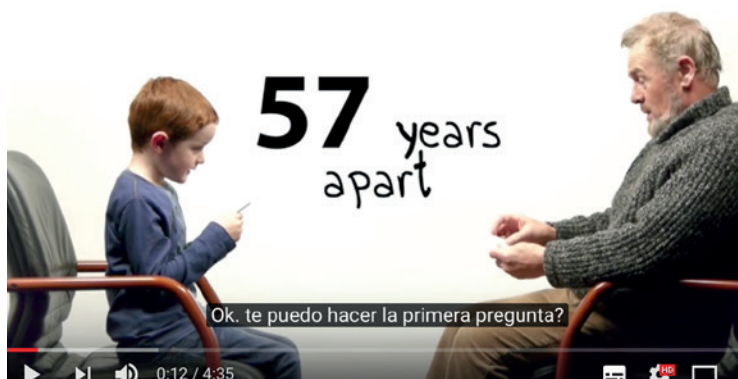 57 years
apart
Ok. te puedo hacer la primera pregunta?
0:12 / 4:35
HD